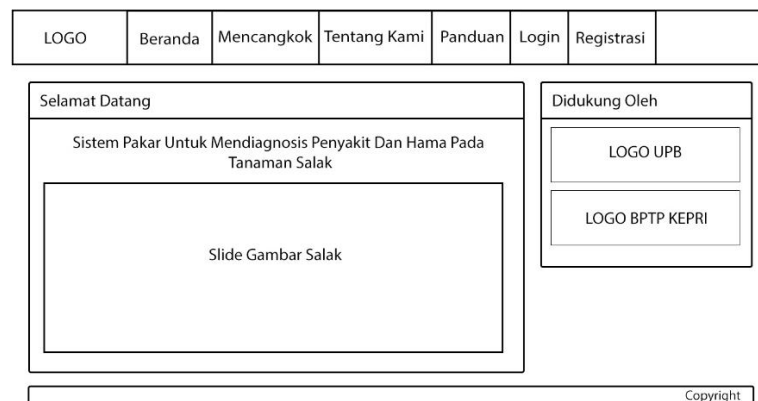 LOGO
Beranda
Mencangkok
Tentang Kami
Panduan
Login
Registrasi
Selamat Datang
Sistem Pakar Untuk Mendiagnosis Penyakit Dan Hama Pada
Tanaman Salak
Slide Gambar Salak
Didukung Oleh
LOGO UPB
LOGO BPTP KEPRI
Copyright